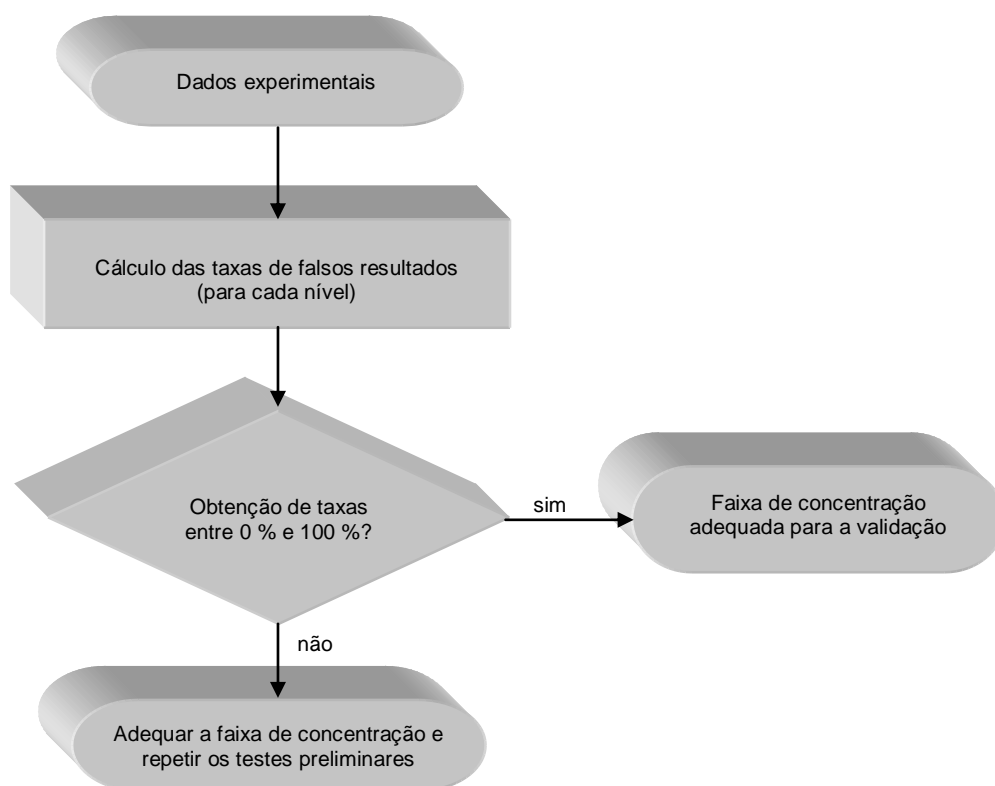 Dados experimentais
Cálculo das taxas de falsos resultados
(para cada nível)
Obtenção de taxas
entre 0 % e 100 %?
sim
Faixa de concentração
adequada para a validação
não
Adequar a faixa de concentração e
repetir os testes preliminares